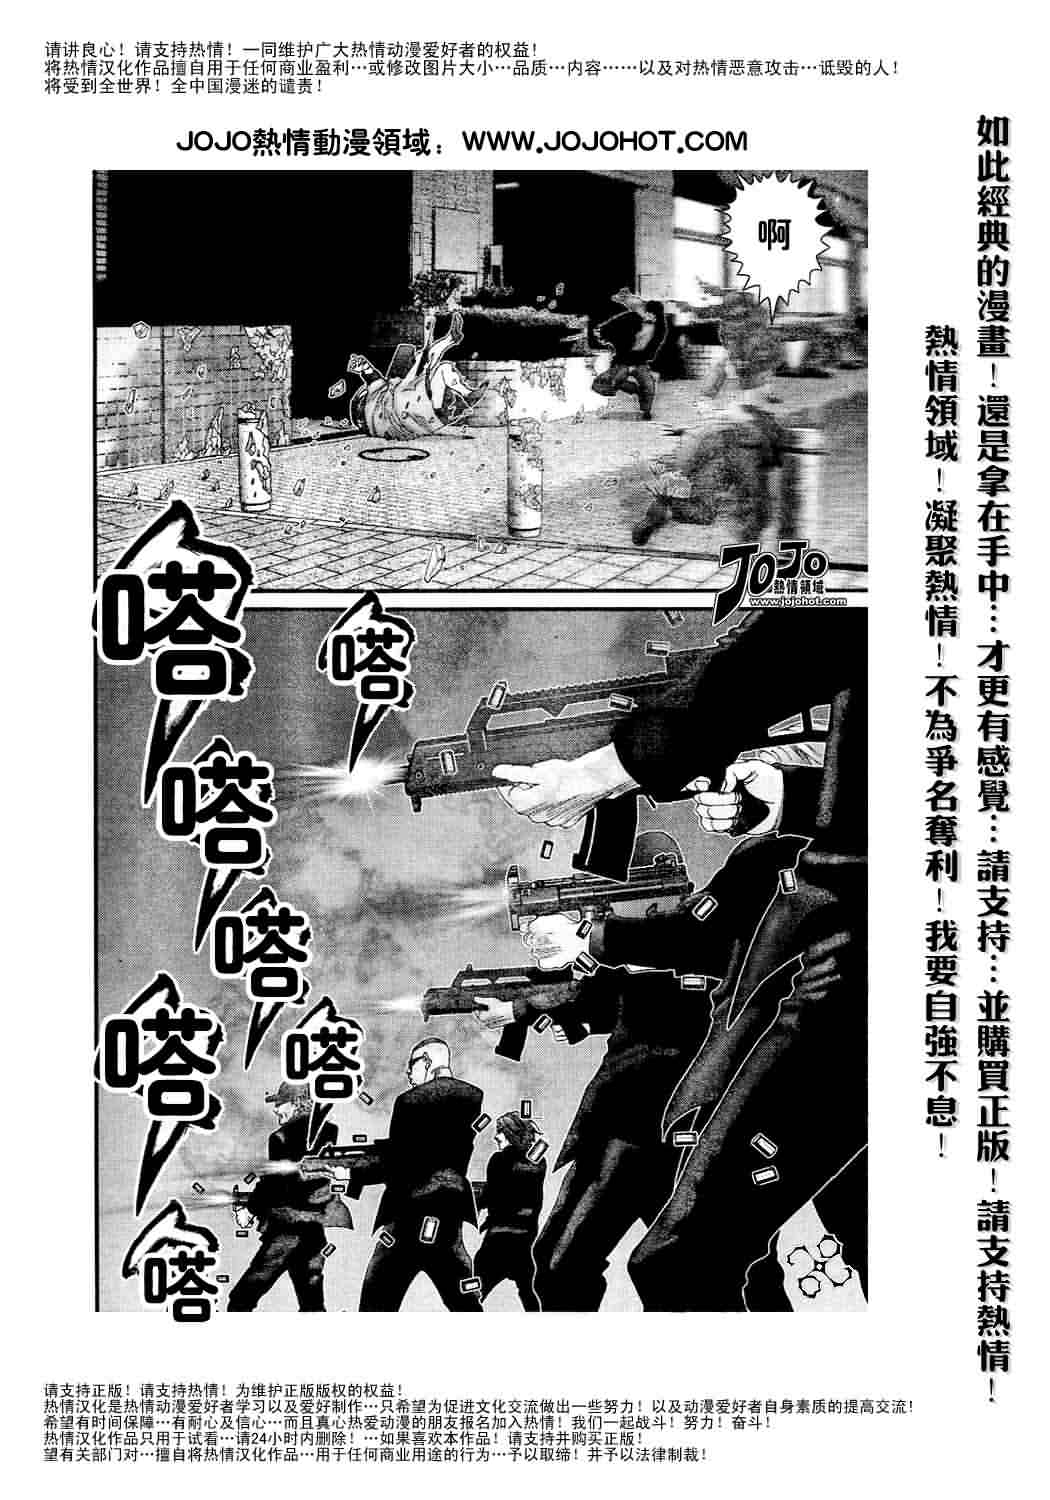 请讲良心！请支持热情！一同维护广大热情动漫爱好者的权益！
将热情汉化作品擅自用于任何商业盈利…或修改图片大小…品质…内容……以及对热情恶意攻击…诋毁的人！
将受到全世界！全中国漫迷的谴责！
JOJO熱情動漫領域：WWW.JOJOHOT.COM
如此經典的漫畫！還是拿在手中…才更有感覺…請支持…並購買正版！請支持熱情！
熱情領域！凝聚熱情！不為爭名奪利！我要自強不息！
啊
JOJO
熱情領域
www.jojohot.com
嗒
嗒
嗒
嗒
嗒
嗒
嗒
请支持正版！请支持热情！为维护正版版权的权益！
热情汉化是热情动漫爱好者学习以及爱好制作…只希望为促进文化交流做出一些努力！以及动漫爱好者自身素质的提高交流！
希望有时间保障…有耐心及信心…而且真心热爱动漫的朋友报名加入热情！我们一起战斗！努力！奋斗！
热情汉化作品只用于试看…请24小时内删除！…如果喜欢本作品！请支持并购买正版！
望有关部门对…擅自将热情汉化作品…用于任何商业用途的行为…予以取缔！并予以法律制裁！